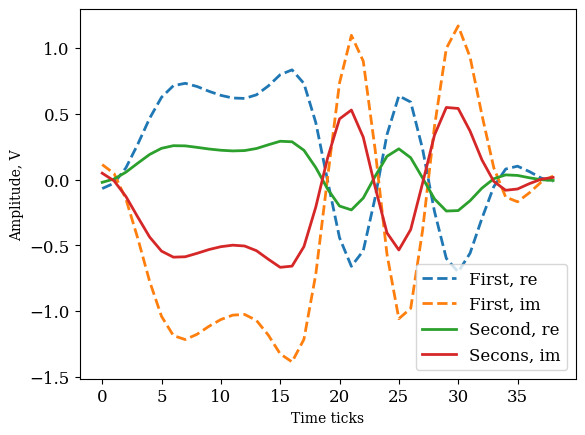 1.0
0.5
0.0
−0.5
−1.0
−1.5
Amplitude, V
0 5 10 15 20 25 30 35
Time ticks
First, re
First, im
Second, re
Secons, im